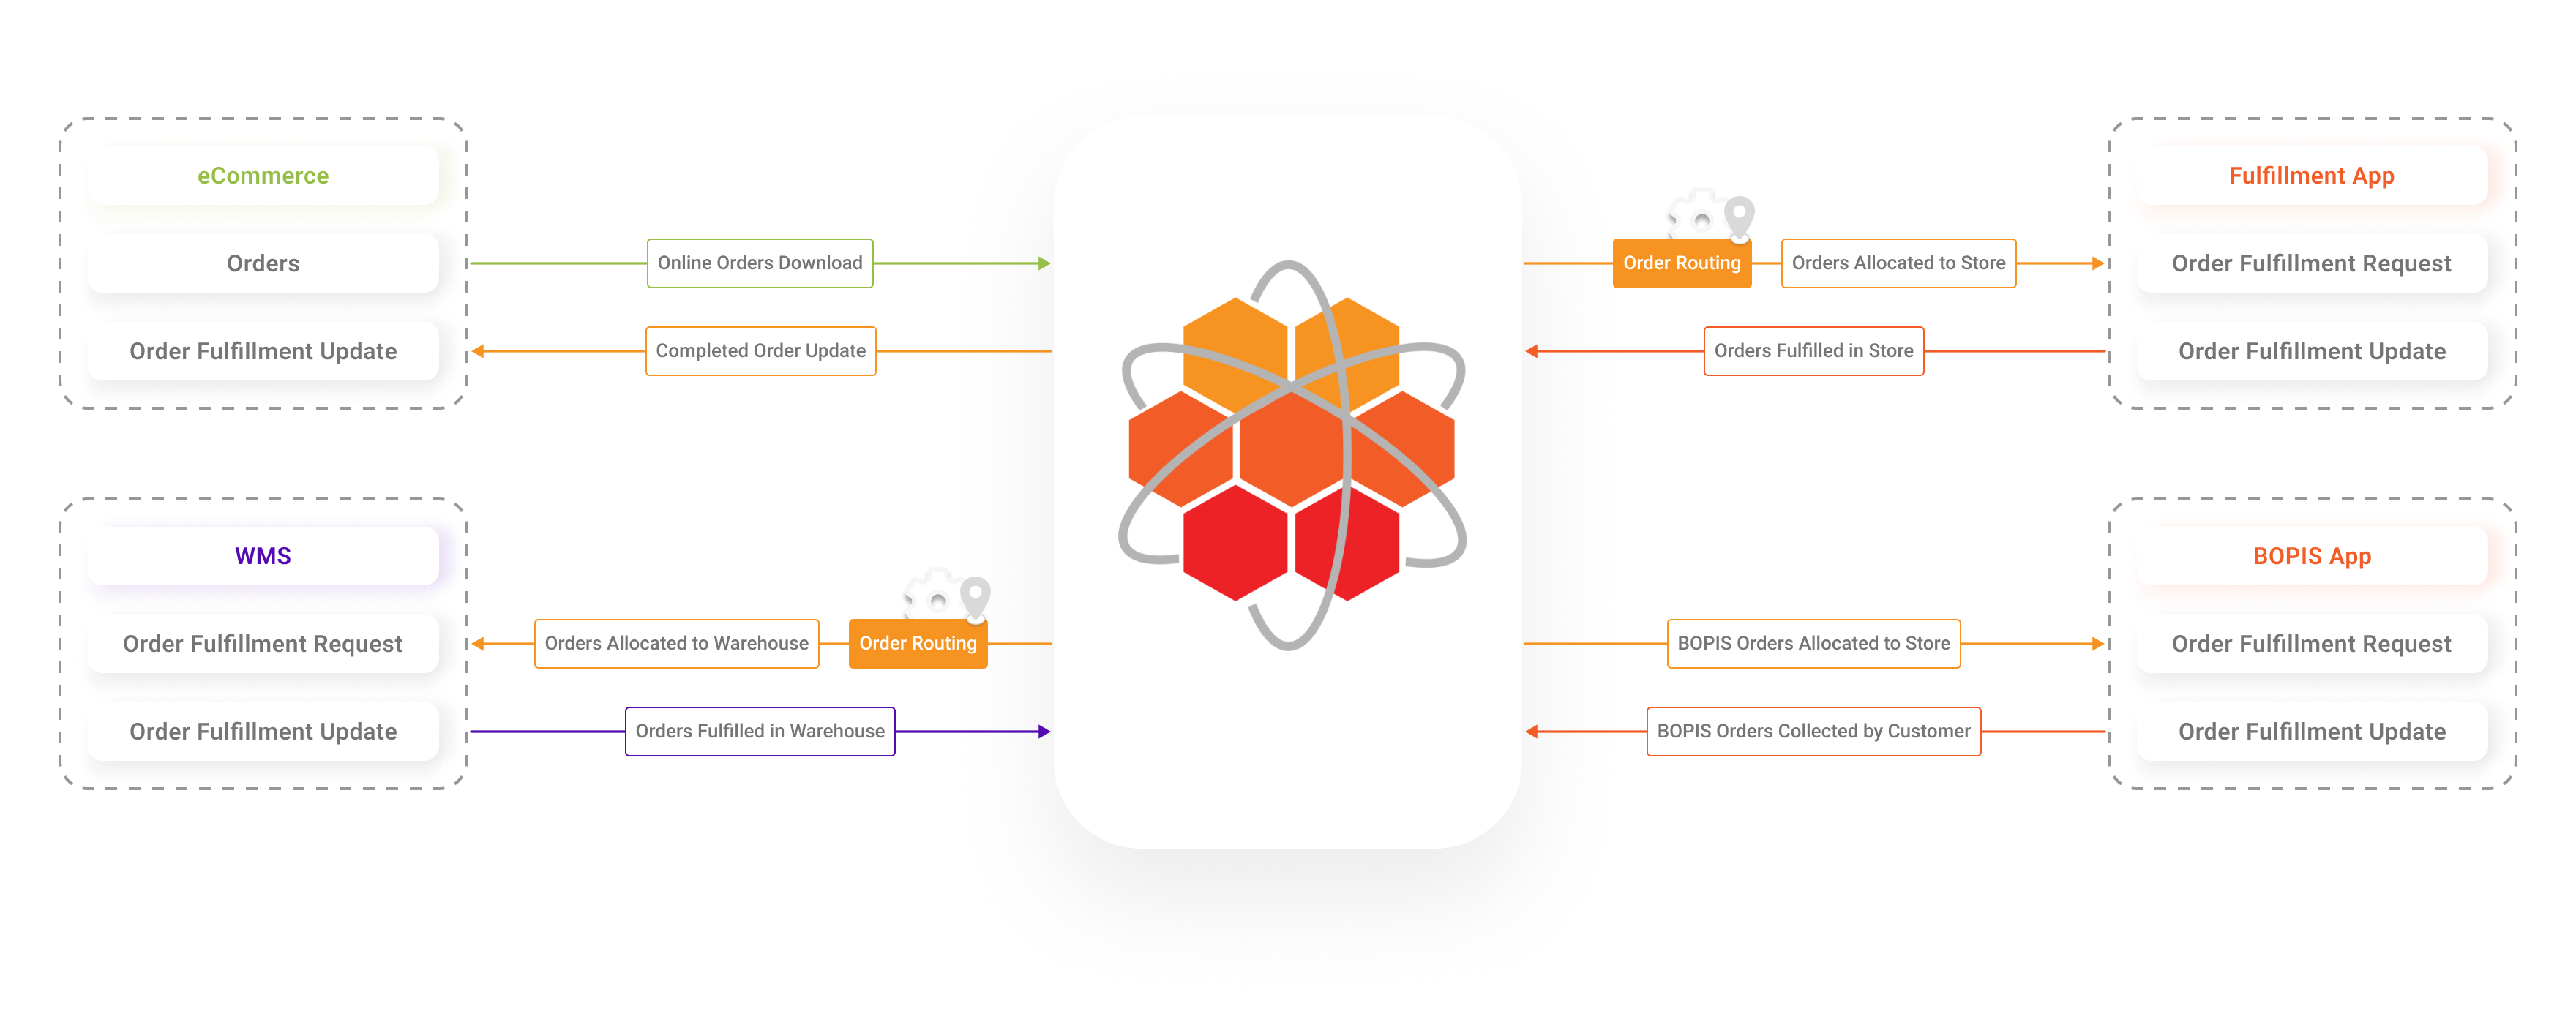 eCommerce
Orders
Order Fulfillment Update
Online Orders Download
Completed Order Update
Order Routing
Orders Allocated to Store
Orders Fulfilled in Store
Fulfillment App
Order Fulfillment Request
Order Fulfillment Update
WMS
Order Fulfillment Request
Order Fulfillment Update
Orders Allocated to Warehouse
Order Routing
Orders Fulfilled in Warehouse
BOPIS Orders Allocated to Store
BOPIS Orders Collected by Customer
BOPIS App
Order Fulfillment Request
Order Fulfillment Update